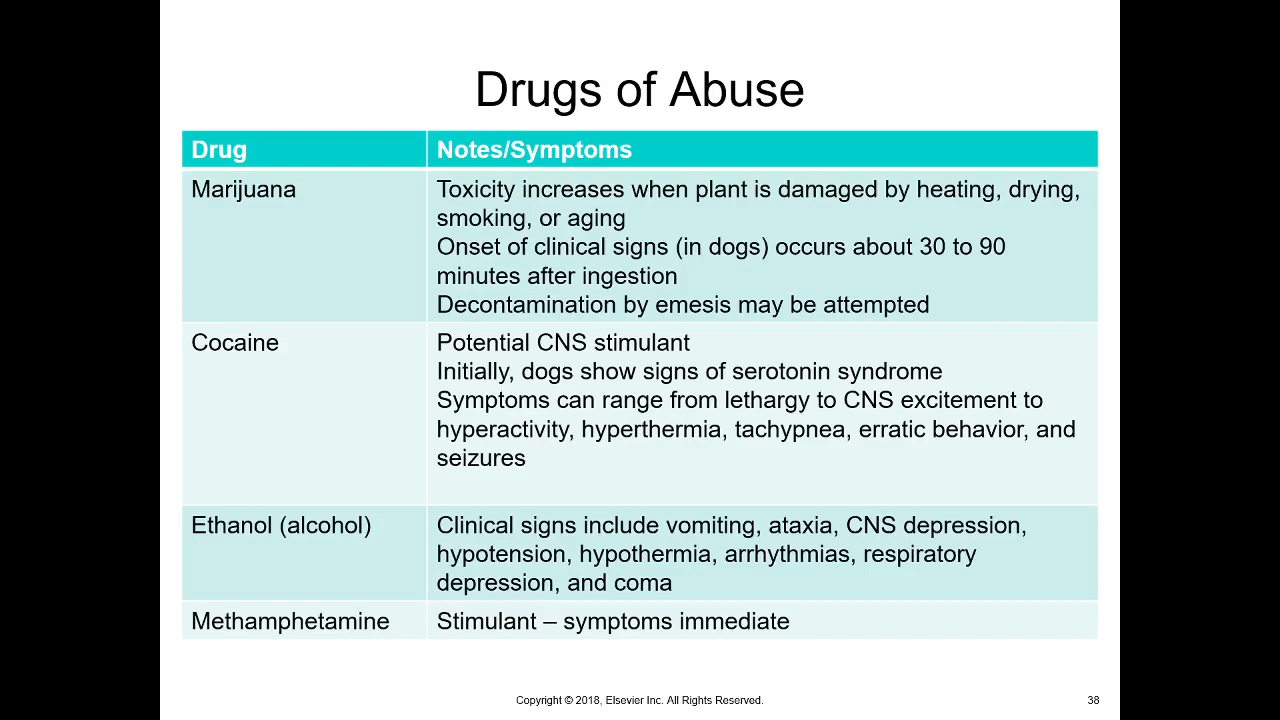 Drugs of Abuse
Drug
Notes/Symptoms
Marijuana
Toxicity increases when plant is damaged by heating, drying,
smoking, or aging
Onset of clinical signs (in dogs) occurs about 30 to 90
minutes after ingestion
Decontamination by emesis may be attempted
Cocaine
Potential CNS stimulant
Initially, dogs show signs of serotonin syndrome
Symptoms can range from lethargy to CNS excitement to
hyperactivity, hyperthermia, tachypnea, erratic behavior, and
seizures
Ethanol (alcohol)
Clinical signs include vomiting, ataxia, CNS depression,
hypotension, hypothermia, arrhythmias, respiratory
depression, and coma
Methamphetamine
Stimulant – symptoms immediate
Copyright © 2018, Elsevier Inc. All Rights Reserved.
38